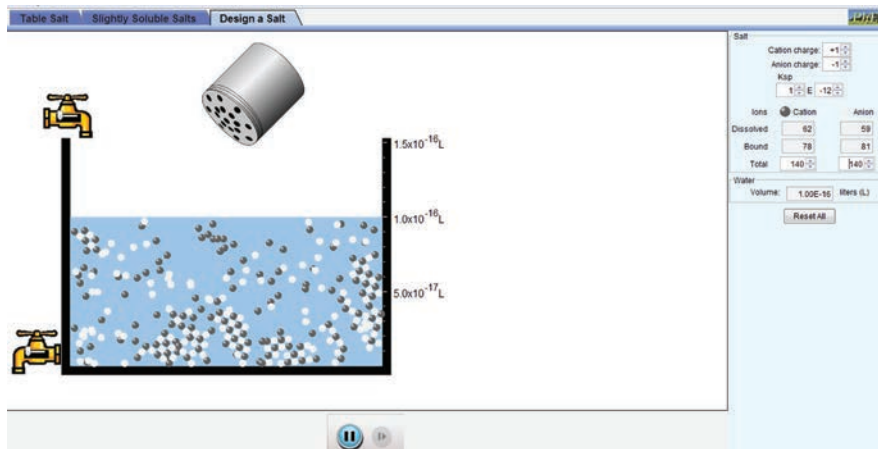 Table Salt Slightly Soluble Salts Design a Salt
Salt
Cation charge: +1
Anion charge: -1
Ksp
1 E -12
Ions Cation Anion
Dissolved 62 59
Bound 78 81
Total 140 140
Water
Volume: 1.00E-16 liters (L)
Reset All
1.5x10⁻¹⁶L
1.0x10⁻¹⁶L
5.0x10⁻¹⁷L